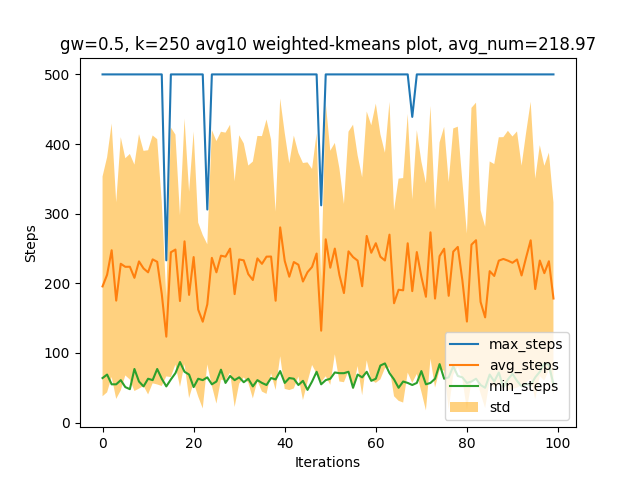 gw=0.5, k=250 avg10 weighted-kmeans plot, avg_num=218.97
500
400
300
200
100
0
Steps
0 20 40 60 80 100
Iterations
max_steps
avg_steps
min_steps
std